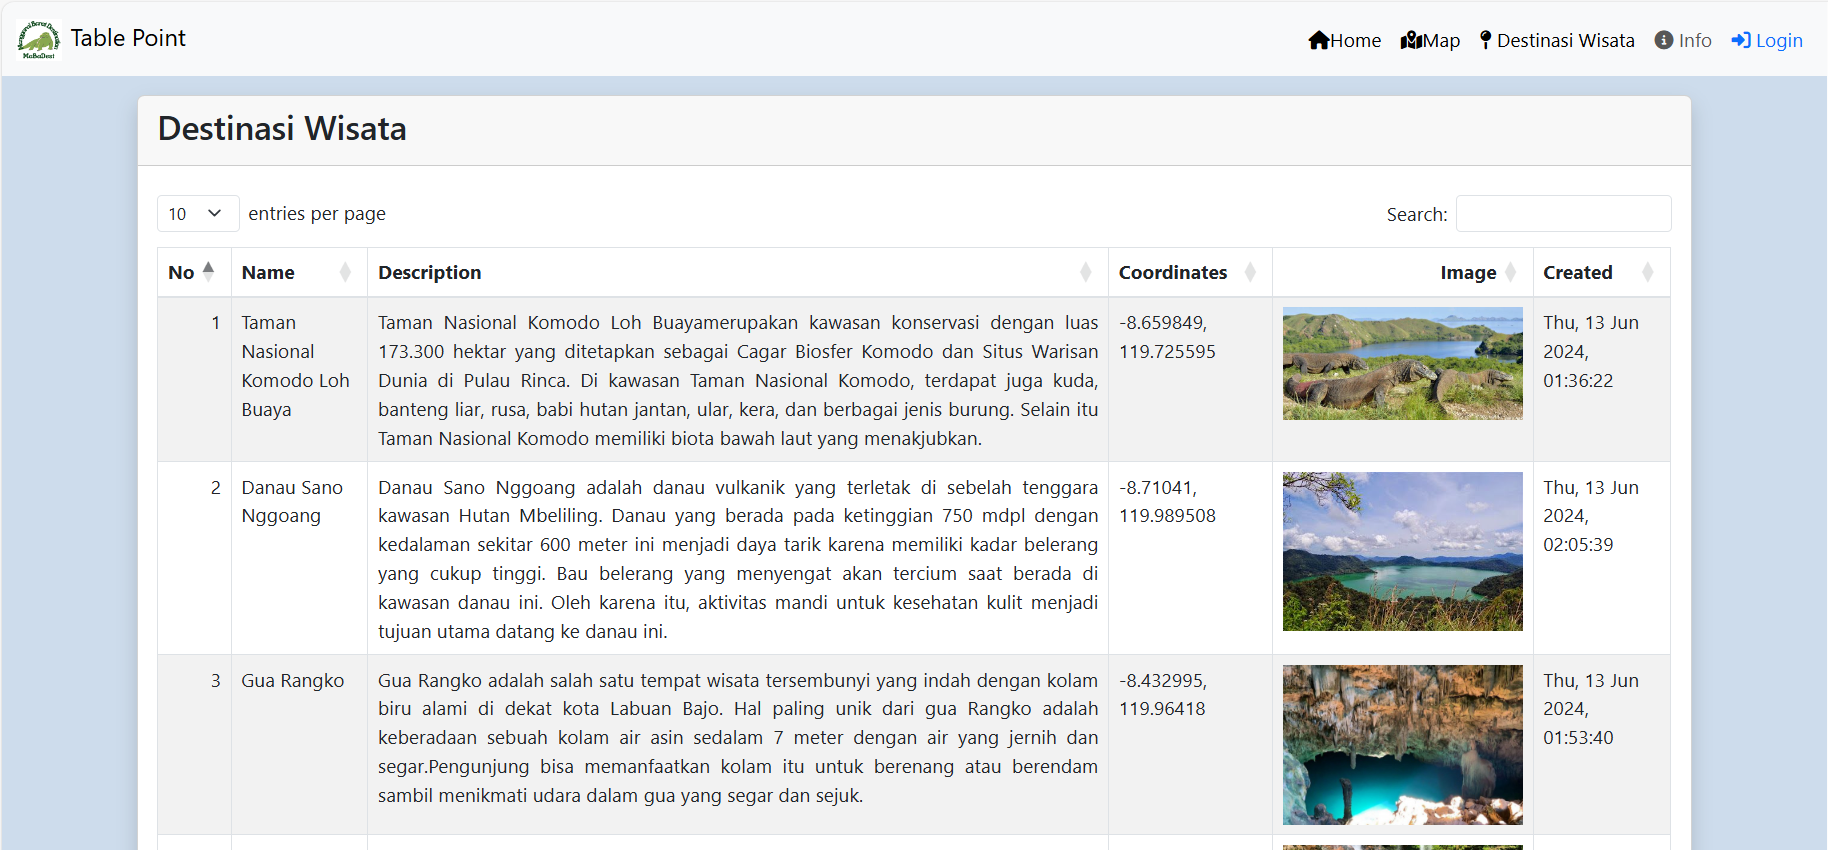 Manggarai Barat Destination
MaBaDest
Table Point
Home Map Destinasi Wisata Info Login
Destinasi Wisata
10 entries per page
Search:
No Name Description Coordinates Image Created
1
Taman
Nasional
Komodo Loh
Buaya
Taman Nasional Komodo Loh Buayamerupakan kawasan konservasi dengan luas
173.300 hektar yang ditetapkan sebagai Cagar Biosfer Komodo dan Situs Warisan
Dunia di Pulau Rinca. Di kawasan Taman Nasional Komodo, terdapat juga kuda,
banteng liar, rusa, babi hutan jantan, ular, kera, dan berbagai jenis burung. Selain itu
Taman Nasional Komodo memiliki biota bawah laut yang menakjubkan.
-8.659849,
119.725595
Thu, 13 Jun
2024,
01:36:22
2
Danau Sano
Nggoang
Danau Sano Nggoang adalah danau vulkanik yang terletak di sebelah tenggara
kawasan Hutan Mbeliling. Danau yang berada pada ketinggian 750 mdpl dengan
kedalaman sekitar 600 meter ini menjadi daya tarik karena memiliki kadar belerang
yang cukup tinggi. Bau belerang yang menyengat akan tercium saat berada di
kawasan danau ini. Oleh karena itu, aktivitas mandi untuk kesehatan kulit menjadi
tujuan utama datang ke danau ini.
-8.71041,
119.989508
Thu, 13 Jun
2024,
02:05:39
3
Gua Rangko
Gua Rangko adalah salah satu tempat wisata tersembunyi yang indah dengan kolam
biru alami di dekat kota Labuan Bajo. Hal paling unik dari gua Rangko adalah
keberadaan sebuah kolam air asin sedalam 7 meter dengan air yang jernih dan
segar.Pengunjung bisa memanfaatkan kolam itu untuk berenang atau berendam
sambil menikmati udara dalam gua yang segar dan sejuk.
-8.432995,
119.96418
Thu, 13 Jun
2024,
01:53:40